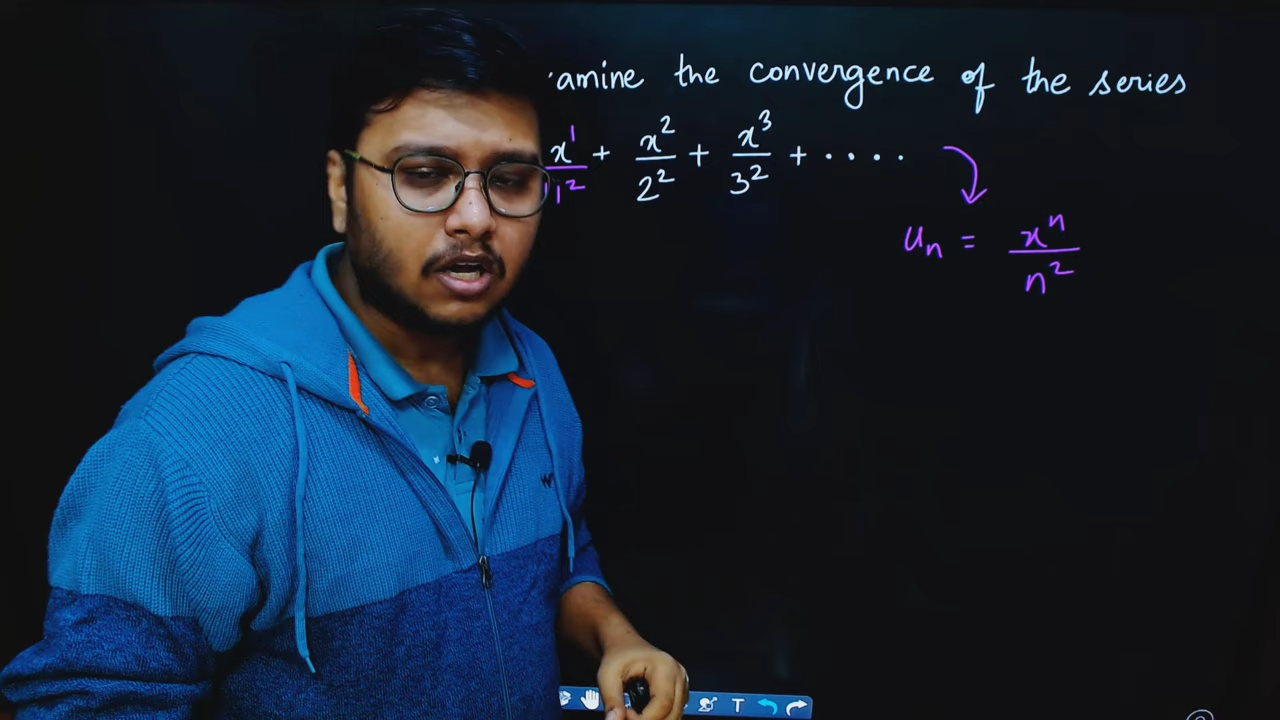 amine the convergence of the series
x^1/1^2 + x^2/2^2 + x^3/3^2 + ....
u_n = x^n/n^2
T